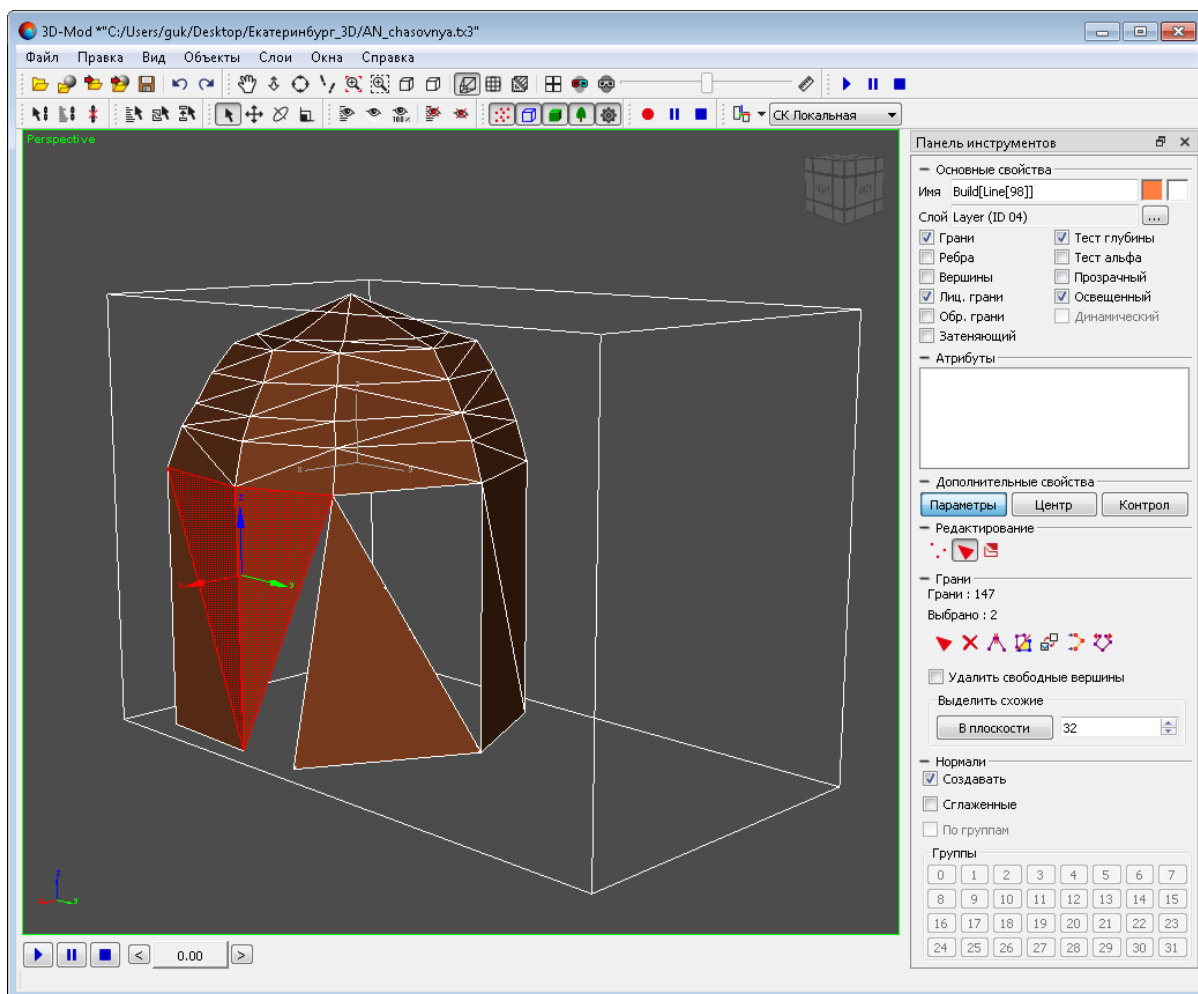 3D-Mod *"C:/Users/guk/Desktop/Екатеринбург_3D/AN_chasovnya.tx3"
Файл Правка Вид Объекты Слои Окна Справка
100%
СК Локальная
Perspective
Панель инструментов
Основные свойства
Имя Build[Line[98]]
Слой Layer (ID 04)
...
Грани Тест глубины
Ребра Тест альфа
Вершины Прозрачный
Лиц. грани Освещенный
Обр. грани Динамический
Затеняющий
Атрибуты
Дополнительные свойства
Параметры Центр Контрол
Редактирование
Грани
Грани : 147
Выбрано : 2
Удалить свободные вершины
Выделить схожие
В плоскости 32
Нормали
Создавать
Сглаженные
По группам
Группы
0 1 2 3 4 5 6 7
8 9 10 11 12 13 14 15
16 17 18 19 20 21 22 23
24 25 26 27 28 29 30 31
z
x y
z
x y
z
x y
< 0.00 >